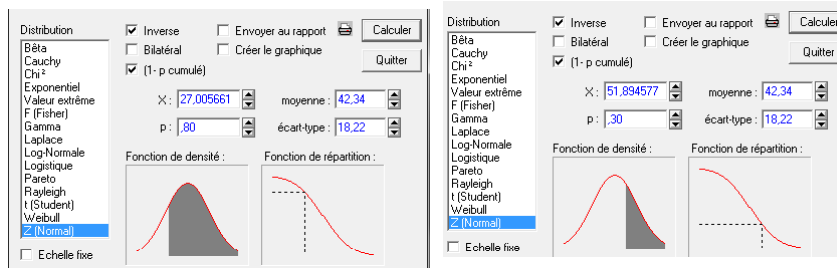 Distribution
Inverse
Envoyer au rapport
Calculer
Bilatéral
Créer le graphique
Quitter
(1- p cumulé)
Bêta
Cauchy
Chi ²
Exponentiel
Valeur extrême
F (Fisher)
Gamma
Laplace
Log-Normale
Logistique
Pareto
Rayleigh
t (Student)
Weibull
Z (Normal)
X : 27,005661
moyenne : 42,34
p : ,80
écart-type : 18,22
Fonction de densité :
Fonction de répartition :
Echelle fixe
Distribution
Inverse
Envoyer au rapport
Calculer
Bilatéral
Créer le graphique
Quitter
(1- p cumulé)
Bêta
Cauchy
Chi ²
Exponentiel
Valeur extrême
F (Fisher)
Gamma
Laplace
Log-Normale
Logistique
Pareto
Rayleigh
t (Student)
Weibull
Z (Normal)
X : 51,894577
moyenne : 42,34
p : ,30
écart-type : 18,22
Fonction de densité :
Fonction de répartition :
Echelle fixe